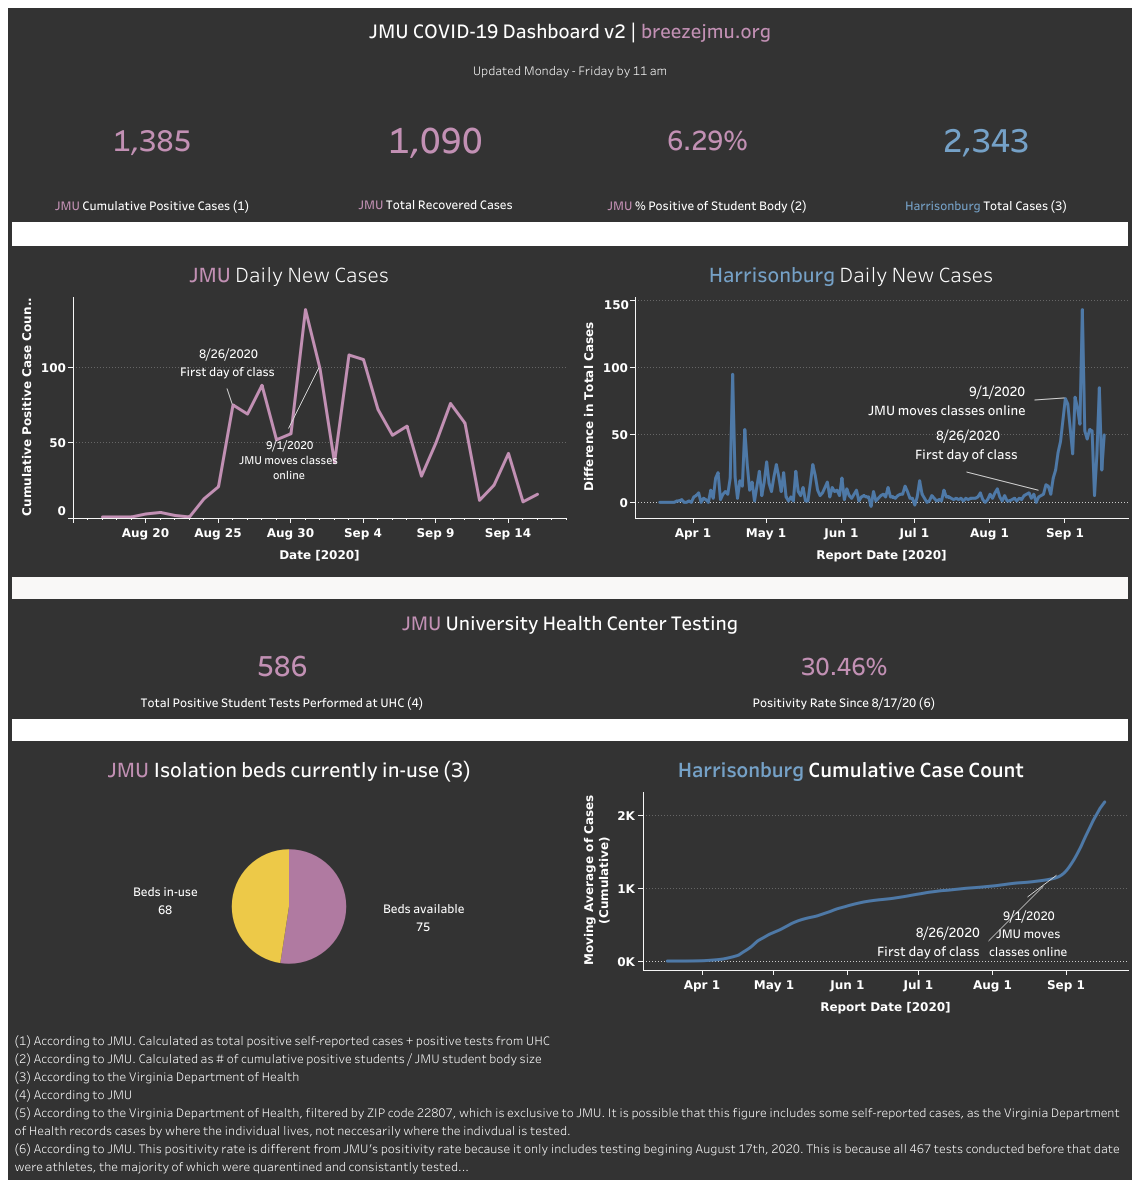 JMU COVID-19 Dashboard v2 | breezejmu.org
Updated Monday - Friday by 11 am
1,385
1,090
6.29%
2,343
JMU Cumulative Positive Cases (1)
JMU Total Recovered Cases
JMU % Positive of Student Body (2)
Harrisonburg Total Cases (3)
JMU Daily New Cases
Cumulative Positive Case Coun..
100
50
0
8/26/2020
First day of class
9/1/2020
JMU moves classes
online
Aug 20
Aug 25
Aug 30
Sep 4
Sep 9
Sep 14
Date [2020]
Harrisonburg Daily New Cases
Difference in Total Cases
150
100
50
0
9/1/2020
JMU moves classes online
8/26/2020
First day of class
Apr 1
May 1
Jun 1
Jul 1
Aug 1
Sep 1
Report Date [2020]
JMU University Health Center Testing
586
30.46%
Total Positive Student Tests Performed at UHC (4)
Positivity Rate Since 8/17/20 (6)
JMU Isolation beds currently in-use (3)
Beds in-use
68
Beds available
75
Harrisonburg Cumulative Case Count
Moving Average of Cases
(Cumulative)
2K
1K
0K
9/1/2020
JMU moves
classes online
8/26/2020
First day of class
Apr 1
May 1
Jun 1
Jul 1
Aug 1
Sep 1
Report Date [2020]
(1) According to JMU. Calculated as total positive self-reported cases + positive tests from UHC
(2) According to JMU. Calculated as # of cumulative positive students / JMU student body size
(3) According to the Virginia Department of Health
(4) According to JMU
(5) According to the Virginia Department of Health, filtered by ZIP code 22807, which is exclusive to JMU. It is possible that this figure includes some self-reported cases, as the Virginia Department
of Health records cases by where the individual lives, not neccesarily where the indivdual is tested.
(6) According to JMU. This positivity rate is different from JMU's positivity rate because it only includes testing begining August 17th, 2020. This is because all 467 tests conducted before that date
were athletes, the majority of which were quarentined and consistantly tested...